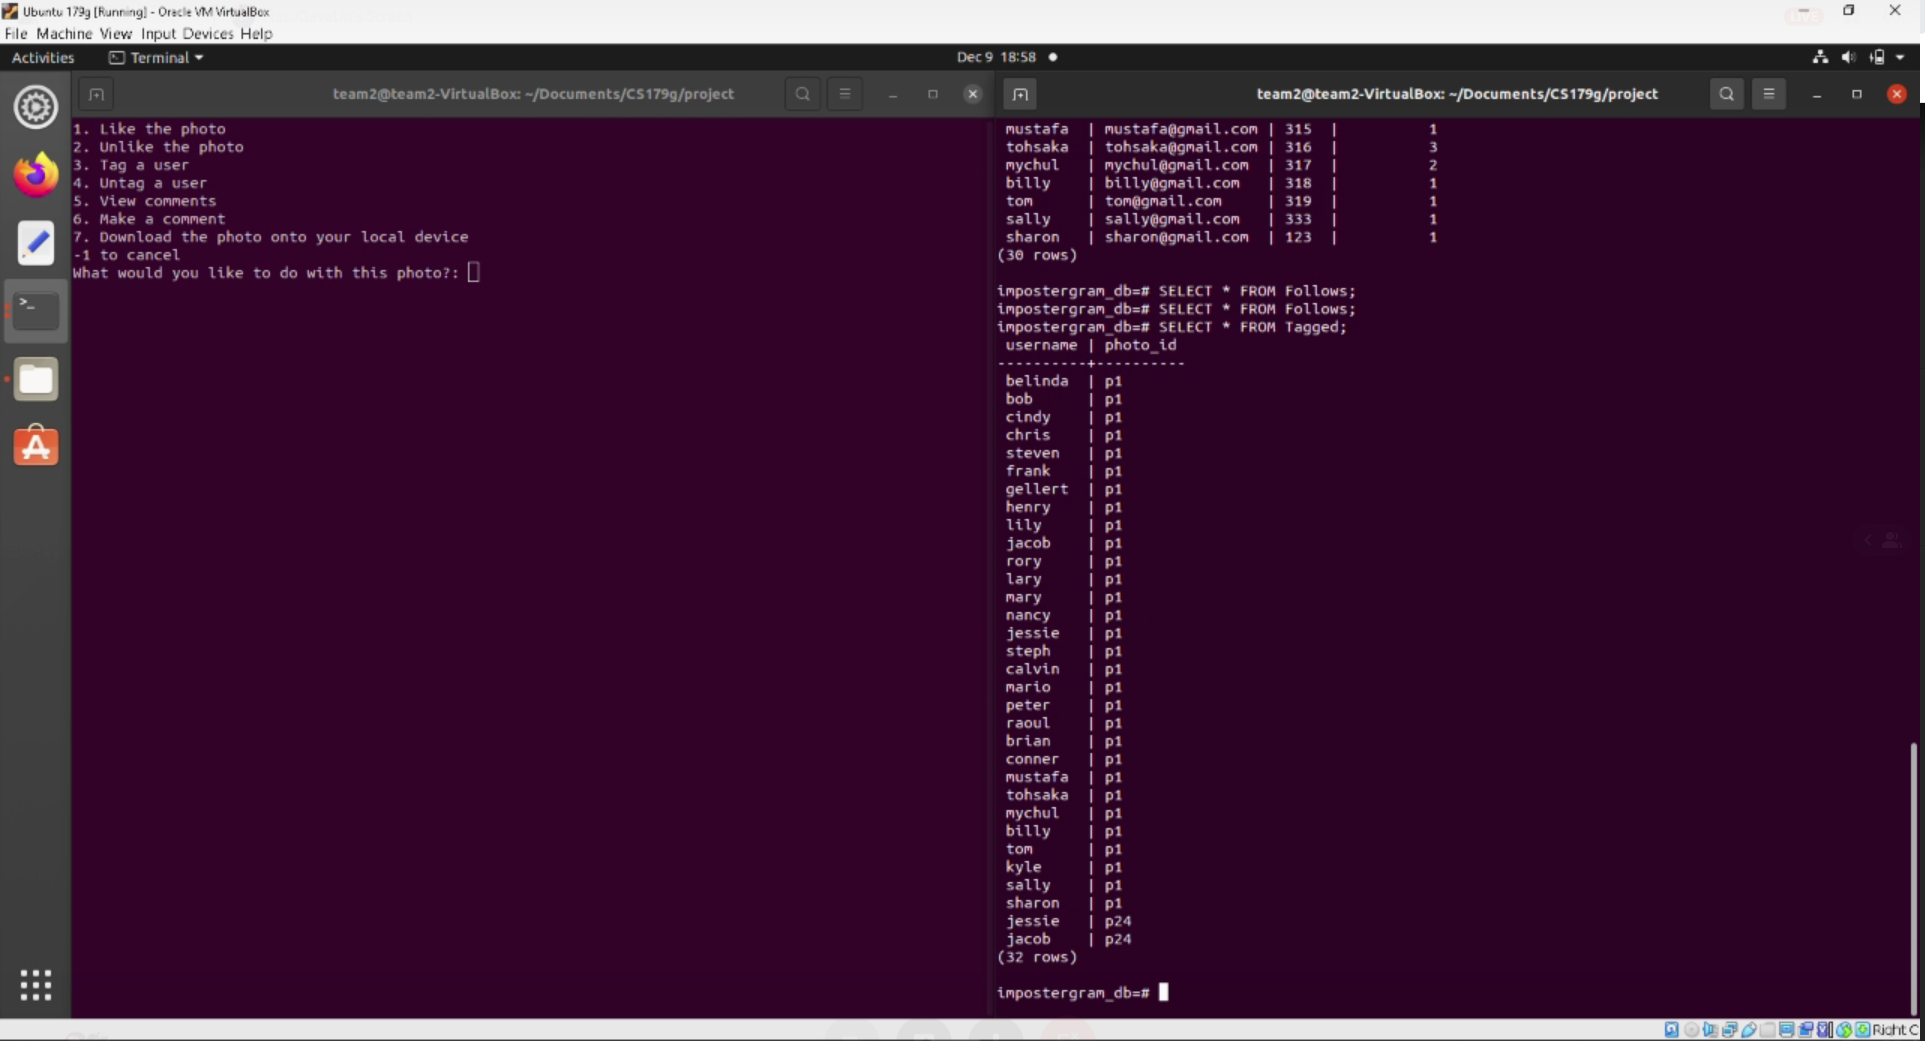 Ubuntu 179g [Running] - Oracle VM VirtualBox
File Machine View Input Devices Help
Activities Terminal Dec 9 18:58
team2@team2-VirtualBox: ~/Documents/CS179g/project
1. Like the photo
2. Unlike the photo
3. Tag a user
4. Untag a user
5. View comments
6. Make a comment
7. Download the photo onto your local device
-1 to cancel
What would you like to do with this photo?:
team2@team2-VirtualBox: ~/Documents/CS179g/project
mustafa | mustafa@gmail.com | 315 | 1
tohsaka | tohsaka@gmail.com | 316 | 3
mychul | mychul@gmail.com | 317 | 2
billy | billy@gmail.com | 318 | 1
tom | tom@gmail.com | 319 | 1
sally | sally@gmail.com | 333 | 1
sharon | sharon@gmail.com | 123 | 1
(30 rows)
impostergram_db=# SELECT * FROM Follows;
impostergram_db=# SELECT * FROM Follows;
impostergram_db=# SELECT * FROM Tagged;
username | photo_id
----------+----------
belinda | p1
bob | p1
cindy | p1
chris | p1
steven | p1
frank | p1
gellert | p1
henry | p1
lily | p1
jacob | p1
rory | p1
lary | p1
mary | p1
nancy | p1
jessie | p1
steph | p1
calvin | p1
mario | p1
peter | p1
raoul | p1
brian | p1
conner | p1
mustafa | p1
tohsaka | p1
mychul | p1
billy | p1
tom | p1
kyle | p1
sally | p1
sharon | p1
jessie | p24
jacob | p24
(32 rows)
impostergram_db=#
Right C